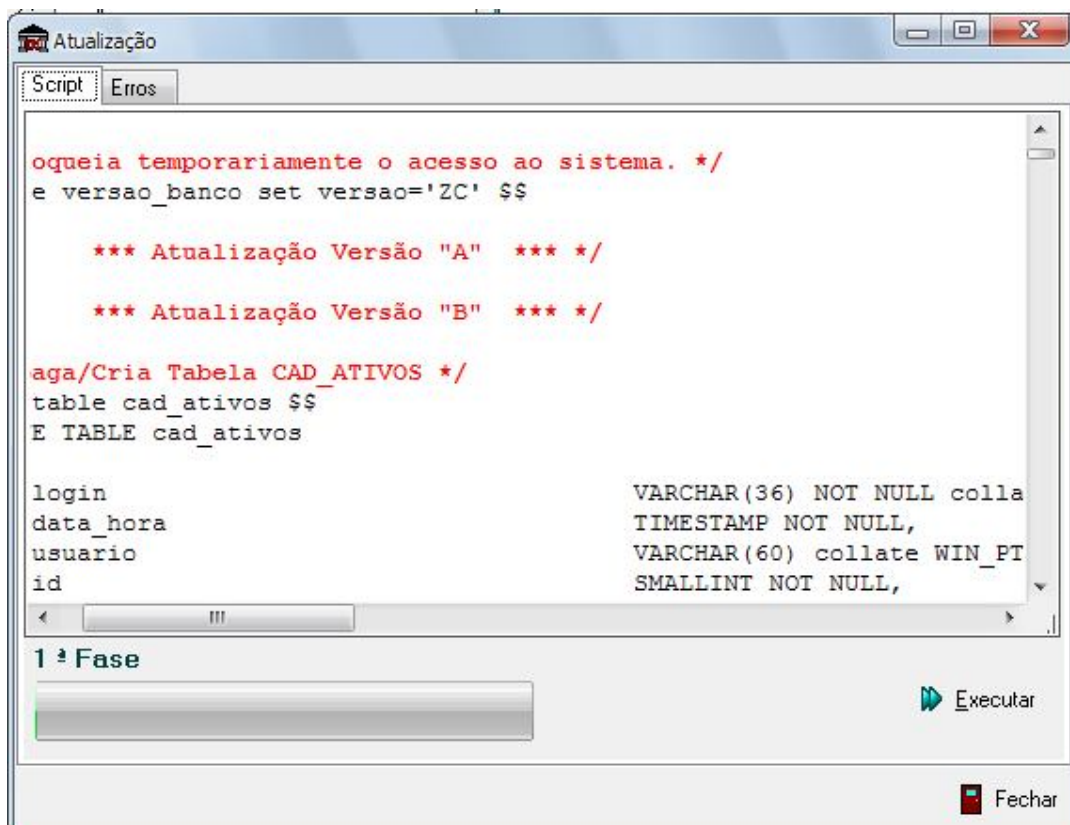 Atualização
Script Erros
oqueia temporariamente o acesso ao sistema. */
e versao_banco set versao='ZC' $$
*** Atualização Versão "A" *** */
*** Atualização Versão "B" *** */
aga/Cria Tabela CAD_ATIVOS */
table cad_ativos $$
E TABLE cad_ativos
login VARCHAR(36) NOT NULL colla
data_hora TIMESTAMP NOT NULL,
usuario VARCHAR(60) collate WIN_PT
id SMALLINT NOT NULL,
1 ª Fase
Executar
Fechar